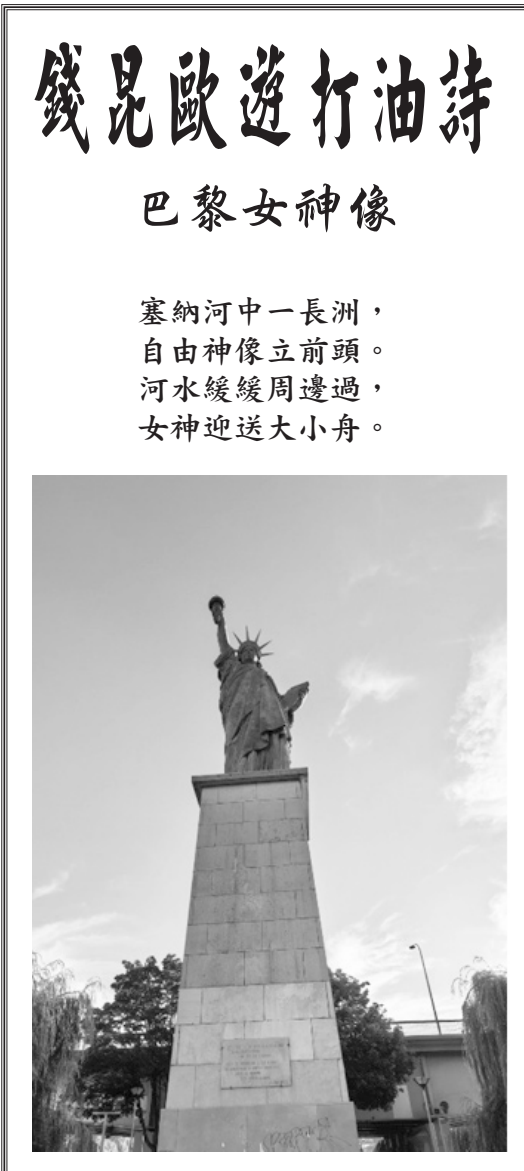 錢昆歐遊打油詩
巴黎女神像
塞納河中一長洲，
自由神像立前頭。
河水緩緩周邊過，
女神迎送大小舟。